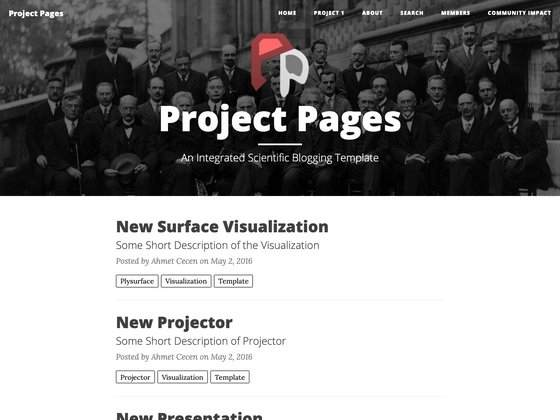 Project Pages
HOME PROJECT 1 ABOUT SEARCH MEMBERS COMMUNITY IMPACT
Pp
Project Pages
An Integrated Scientific Blogging Template
New Surface Visualization
Some Short Description of the Visualization
Posted by Ahmet Cecen on May 2, 2016
Plysurface Visualization Template
New Projector
Some Short Description of Projector
Posted by Ahmet Cecen on May 2, 2016
Projector Visualization Template
New Presentation